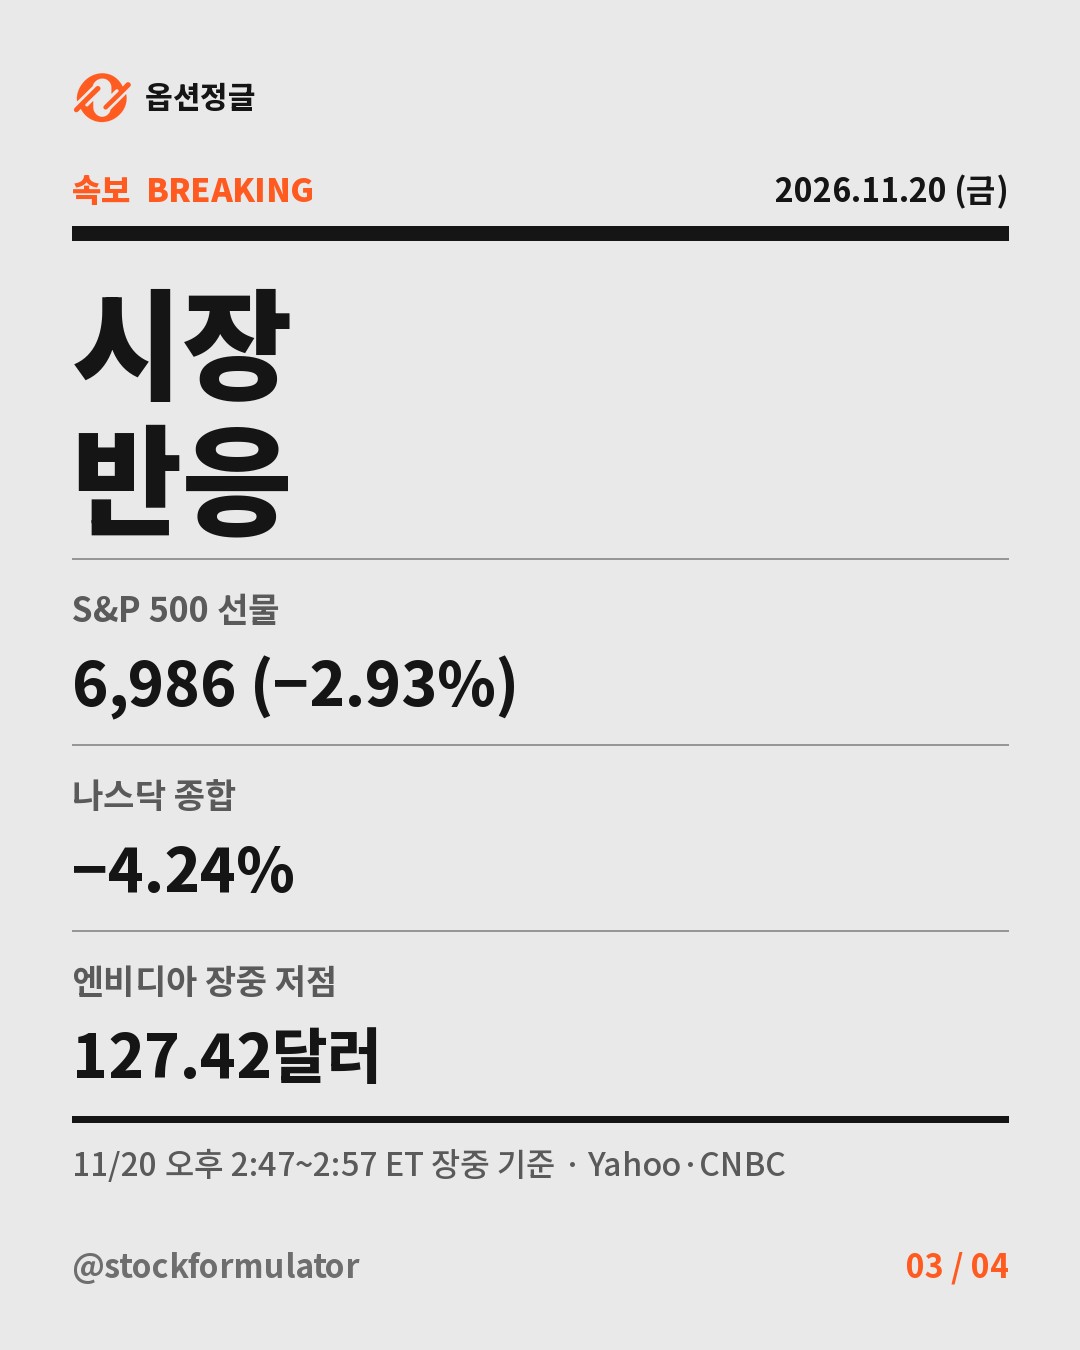 옵션정글
속보 BREAKING
2026.11.20 (금)
시장
반응
S&P 500 선물
6,986 (−2.93%)
나스닥 종합
−4.24%
엔비디아 장중 저점
127.42달러
11/20 오후 2:47~2:57 ET 장중 기준 · Yahoo·CNBC
@stockformulator
03 / 04